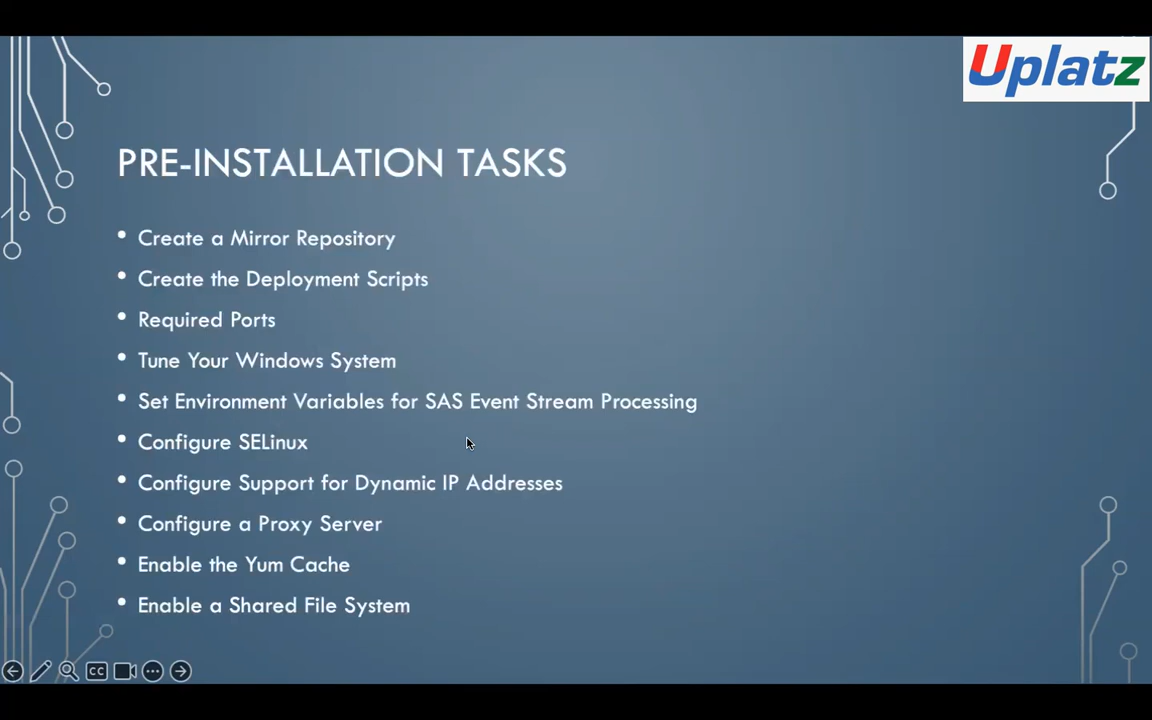 Uplatz
PRE-INSTALLATION TASKS
• Create a Mirror Repository
• Create the Deployment Scripts
• Required Ports
• Tune Your Windows System
• Set Environment Variables for SAS Event Stream Processing
• Configure SELinux
• Configure Support for Dynamic IP Addresses
• Configure a Proxy Server
• Enable the Yum Cache
• Enable a Shared File System
CC